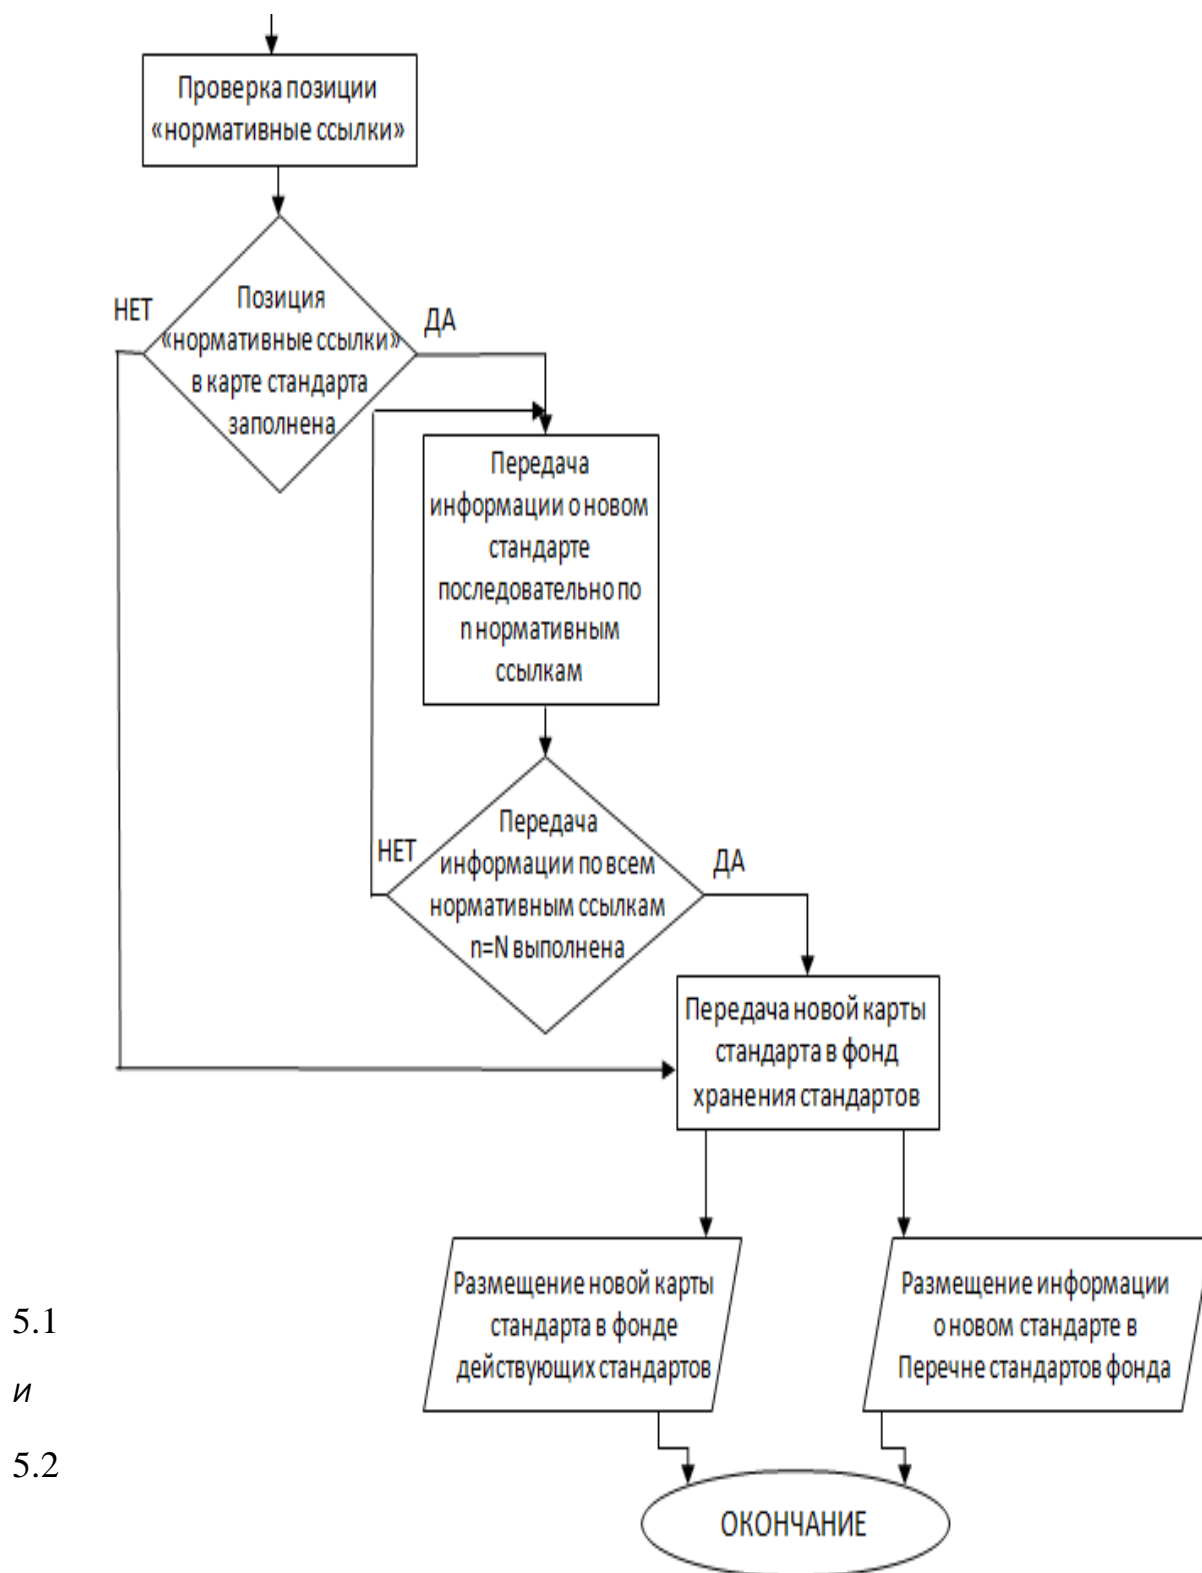 Проверка позиции
«нормативные ссылки»
НЕТ
Позиция
«нормативные ссылки»
в карте стандарта
заполнена
ДА
Передача
информации о новом
стандарте
последовательно по
n нормативным
ссылкам
НЕТ
Передача
информации по всем
нормативным ссылкам
n=N выполнена
ДА
Передача новой карты
стандарта в фонд
хранения стандартов
Размещение новой карты
стандарта в фонде
действующих стандартов
Размещение информации
о новом стандарте в
Перечне стандартов фонда
5.1
и
5.2
ОКОНЧАНИЕ